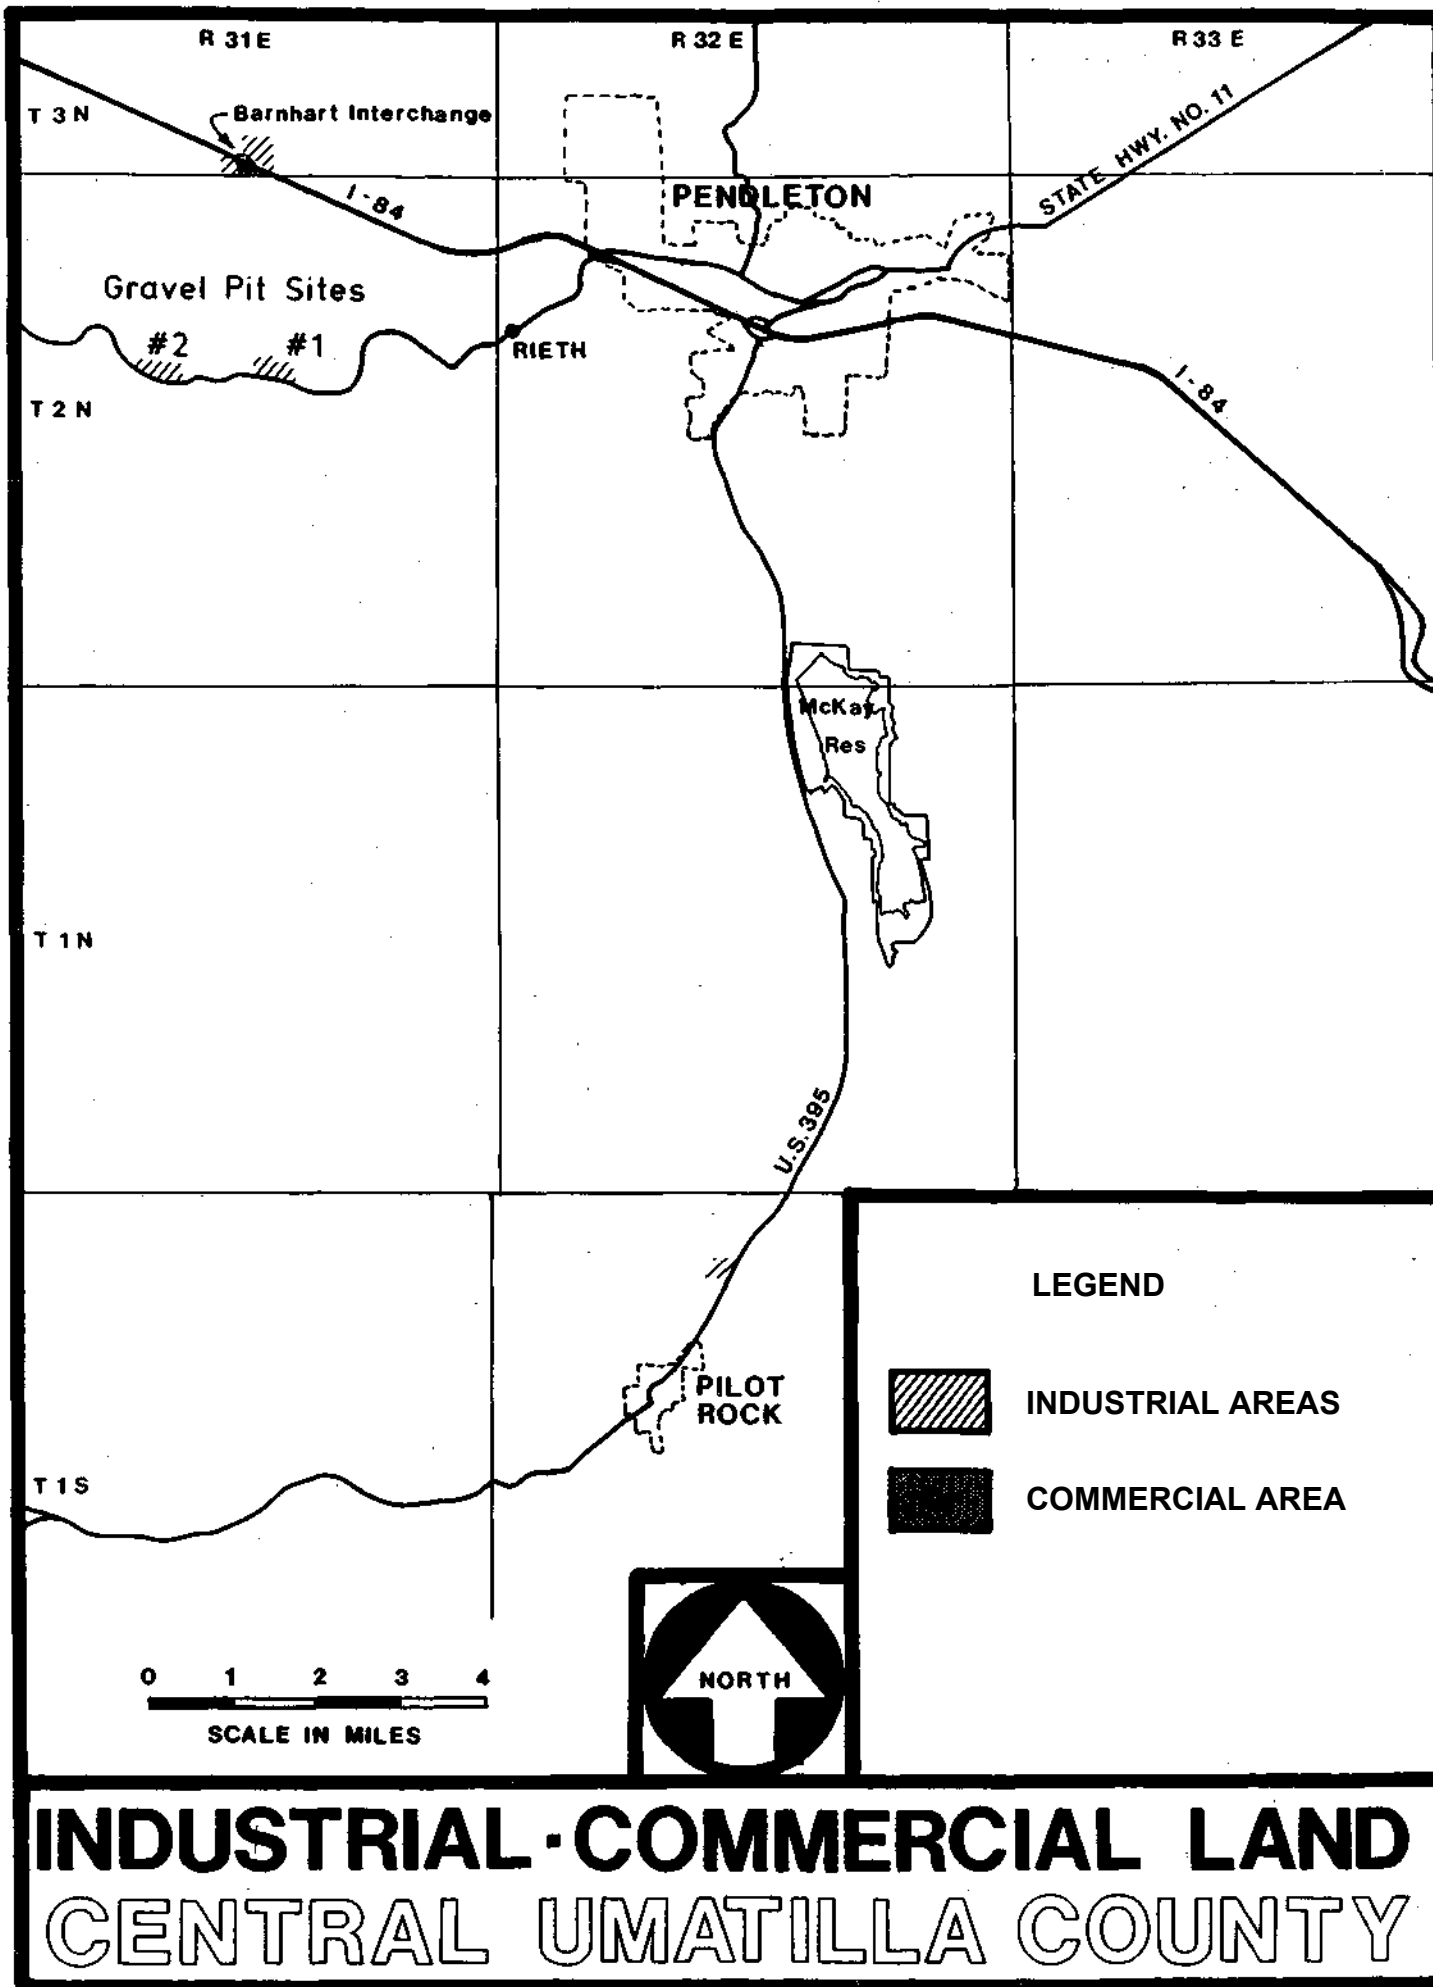 R 31 E
R 32 E
R 33 E
T 3 N
Barnhart Interchange
STATE HWY. NO. 11
I-84
PENDLETON
Gravel Pit Sites
#2
#1
RIETH
I-84
T 2 N
McKay
Res
T 1 N
U.S. 395
LEGEND
PILOT
ROCK
INDUSTRIAL AREAS
T 1 S
COMMERCIAL AREA
0 1 2 3 4
SCALE IN MILES
NORTH
INDUSTRIAL·COMMERCIAL LAND
CENTRAL UMATILLA COUNTY